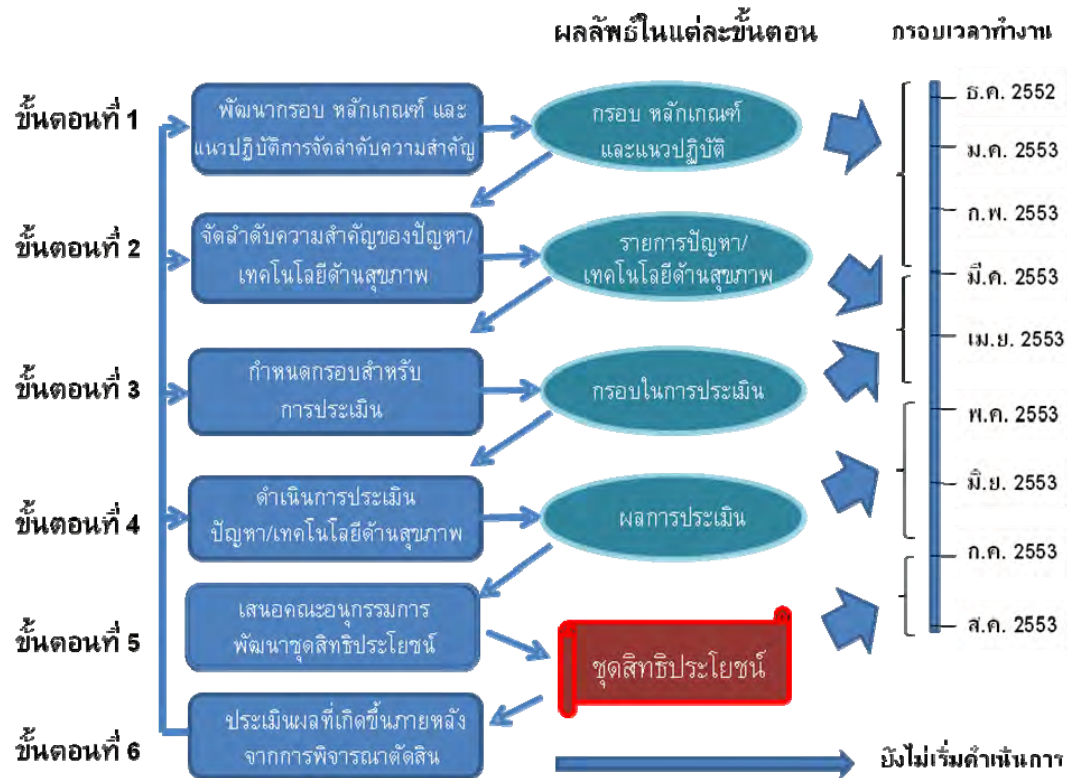 ผลลัพธ์ในแต่ละขั้นตอน
กรอบเวลาทำงาน
ขั้นตอนที่ 1
พัฒนากรอบ หลักเกณฑ์ และ
แนวปฏิบัติการจัดลำดับความสำคัญ
กรอบ หลักเกณฑ์
และแนวปฏิบัติ
ขั้นตอนที่ 2
จัดลำดับความสำคัญของปัญหา/
เทคโนโลยีด้านสุขภาพ
รายการปัญหา/
เทคโนโลยีด้านสุขภาพ
ขั้นตอนที่ 3
กำหนดกรอบสำหรับ
การประเมิน
กรอบในการประเมิน
ขั้นตอนที่ 4
ดำเนินการประเมิน
ปัญหา/เทคโนโลยีด้านสุขภาพ
ผลการประเมิน
ขั้นตอนที่ 5
เสนอคณะอนุกรรมการ
พัฒนาชุดสิทธิประโยชน์
ชุดสิทธิประโยชน์
ขั้นตอนที่ 6
ประเมินผลที่เกิดขึ้นภายหลัง
จากการพิจารณาตัดสิน
ยังไม่เริ่มดำเนินการ
ธ.ค. 2552
ม.ค. 2553
ก.พ. 2553
มี.ค. 2553
เม.ย. 2553
พ.ค. 2553
มิ.ย. 2553
ก.ค. 2553
ส.ค. 2553